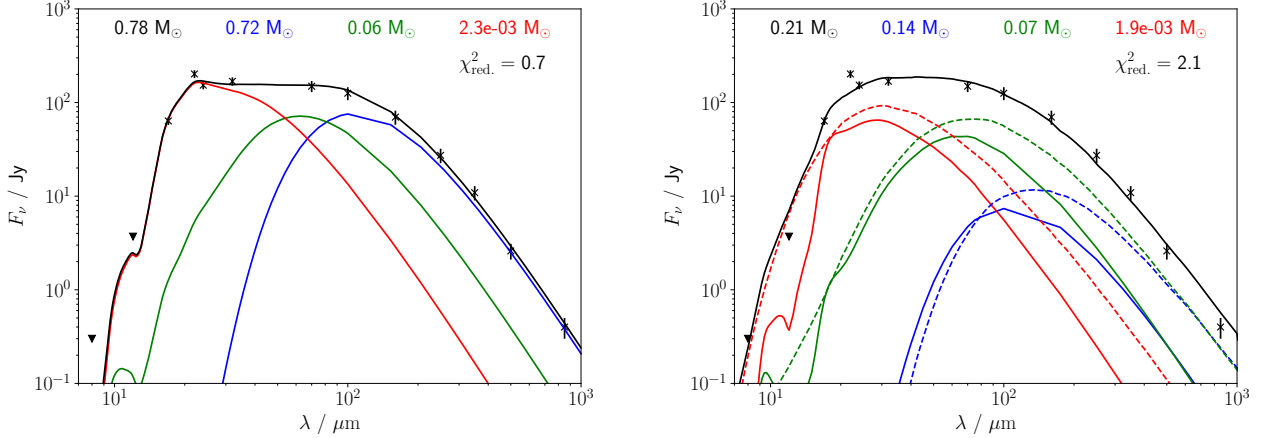 0.78 M☉ 0.72 M☉ 0.06 M☉ 2.3e-03 M☉
χ²red. = 0.7
10³
10²
10¹
10⁰
10⁻¹
Fν / Jy
10¹ 10² 10³
λ / μm
0.21 M☉ 0.14 M☉ 0.07 M☉ 1.9e-03 M☉
χ²red. = 2.1
10³
10²
10¹
10⁰
10⁻¹
Fν / Jy
10¹ 10² 10³
λ / μm